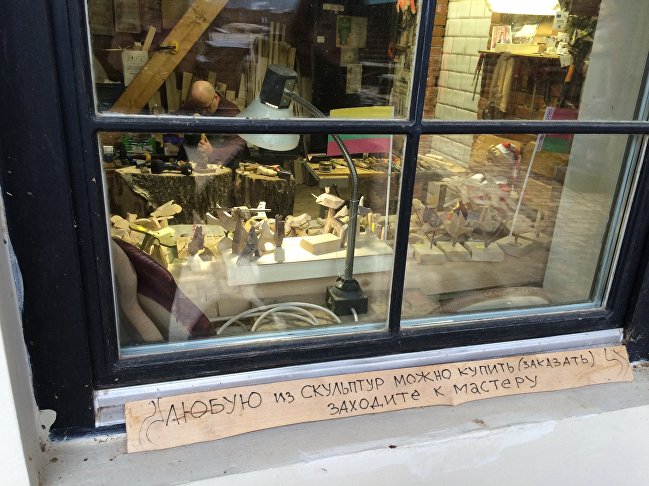 ЛЮБУЮ ИЗ СКУЛЬПТУР МОЖНО КУПИТЬ (ЗАКАЗАТЬ)
ЗАХОДИТЕ К МАСТЕРУ